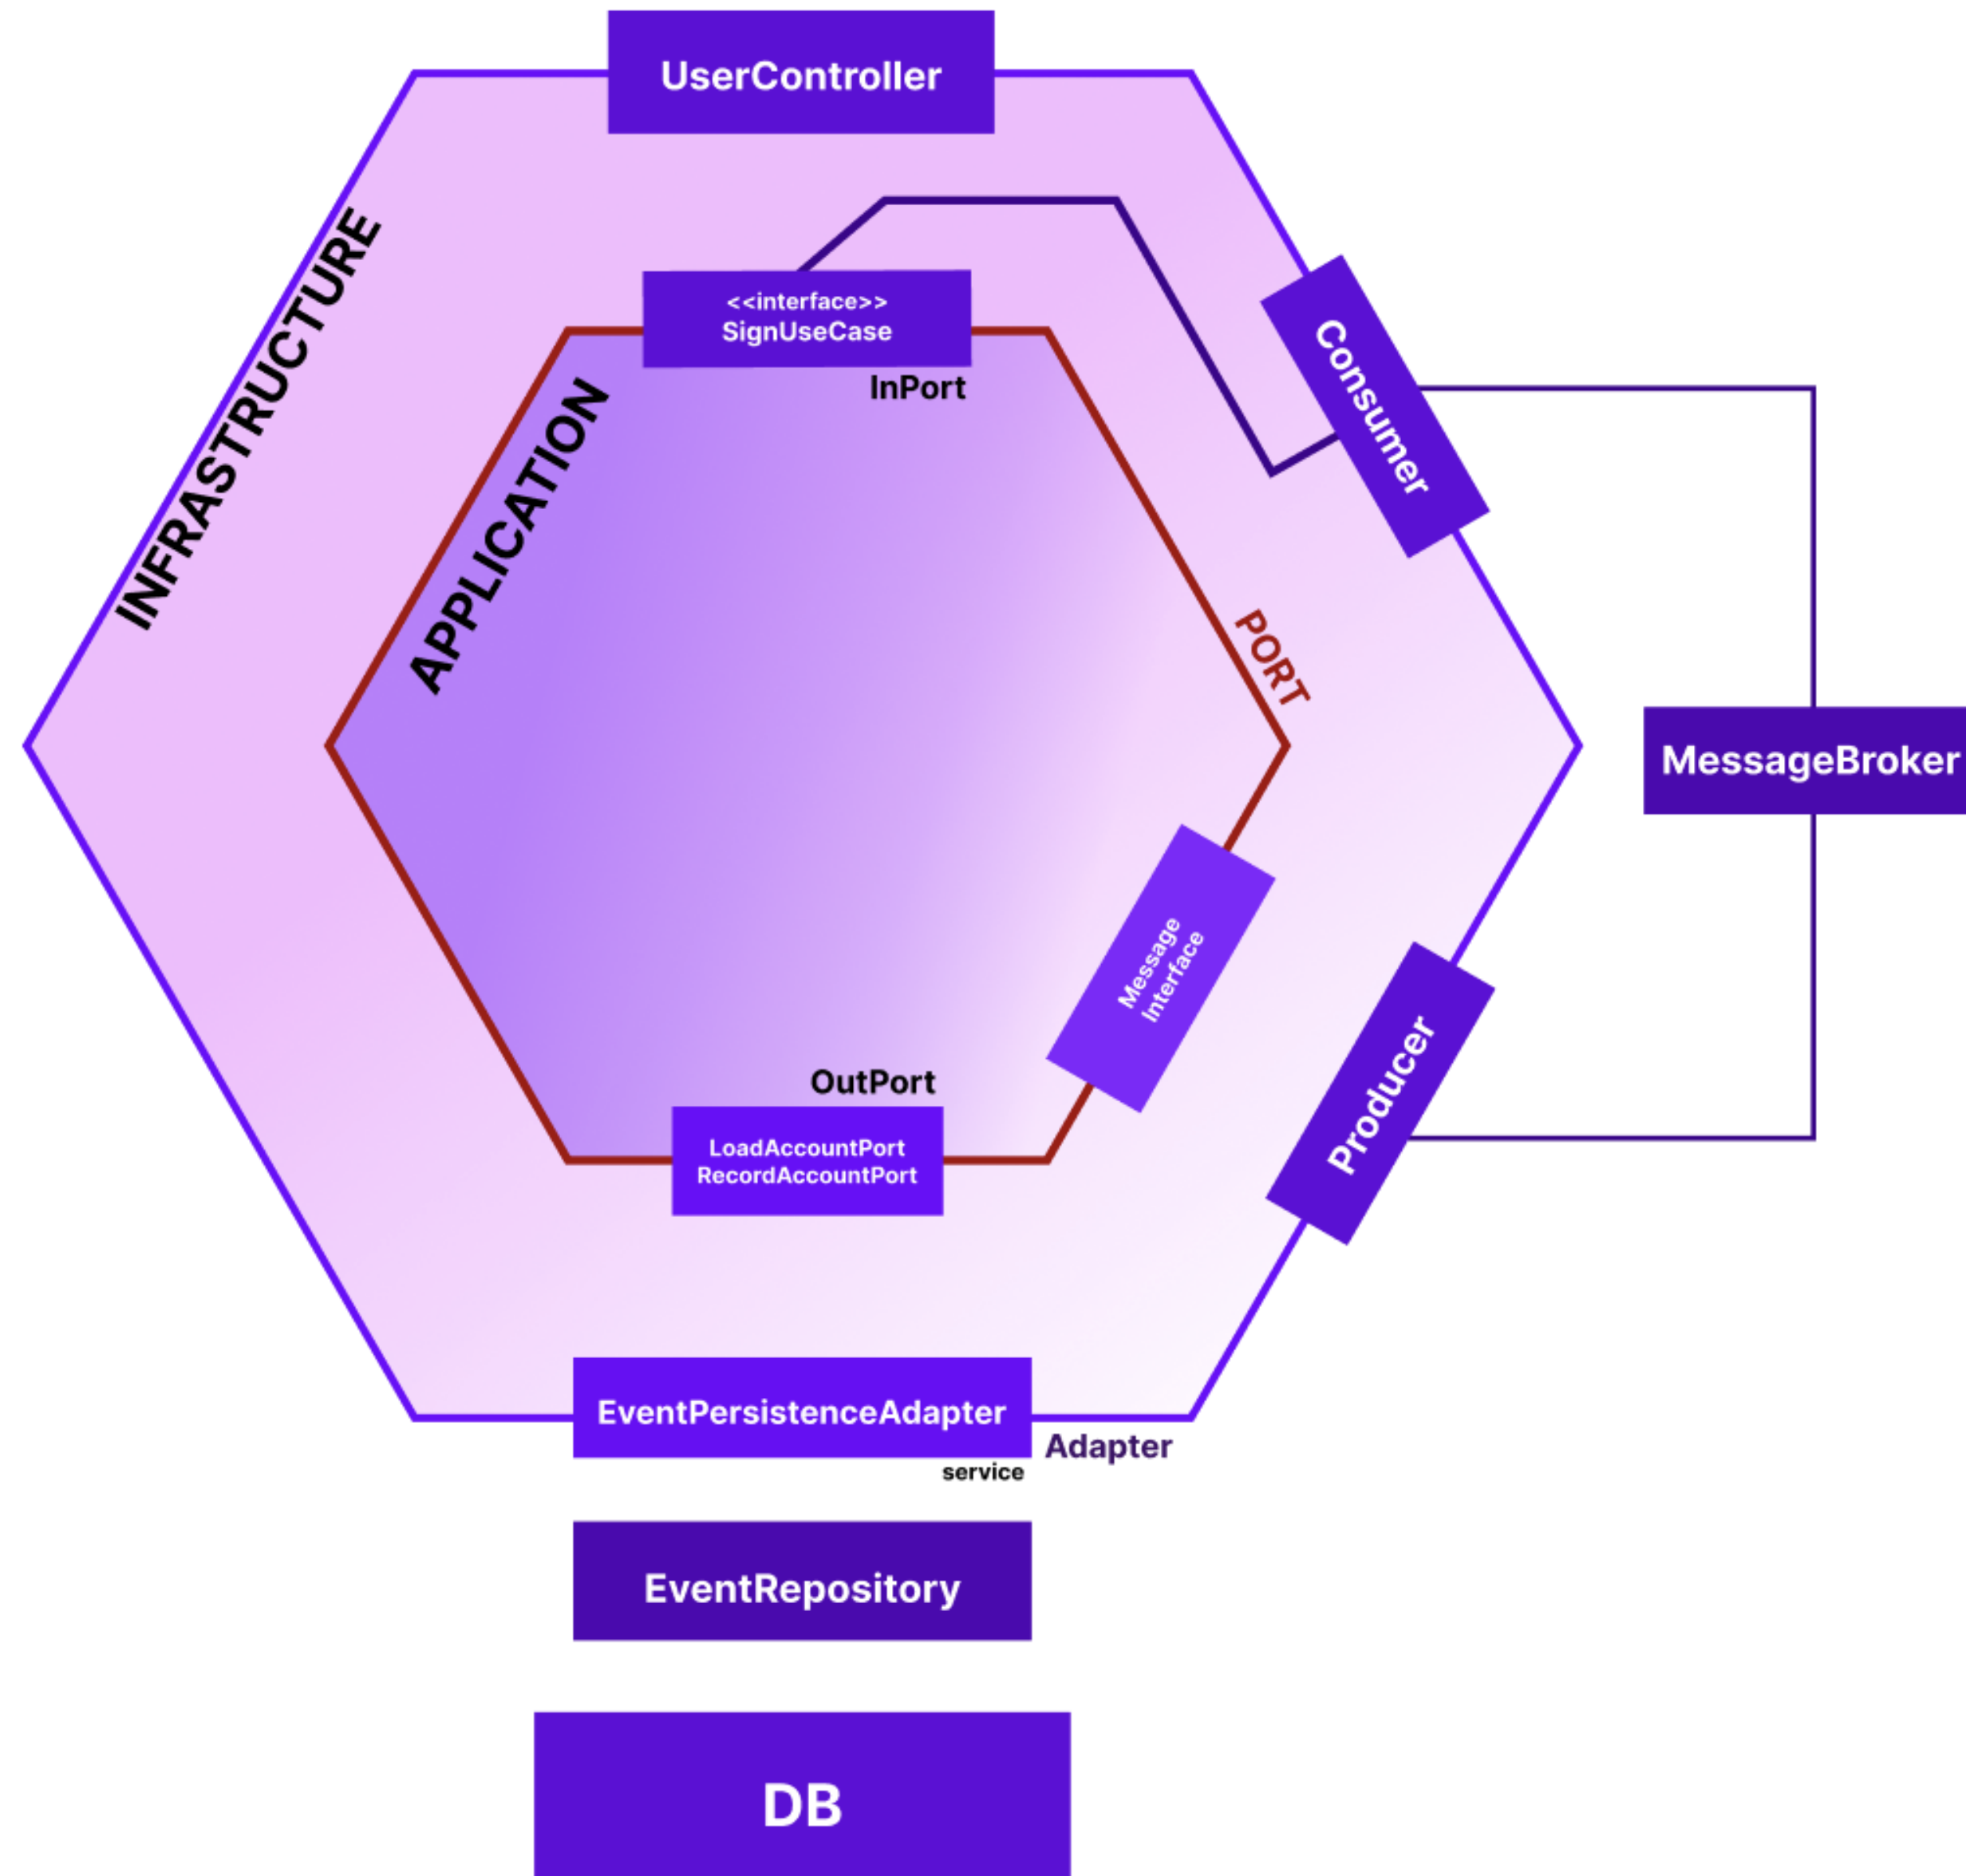 UserController
INFRASTRUCTURE
<<interface>>
SignUseCase
InPort
APPLICATION
Consumer
PORT
MessageBroker
Message
Interface
Producer
OutPort
LoadAccountPort
RecordAccountPort
EventPersistenceAdapter
Adapter
service
EventRepository
DB